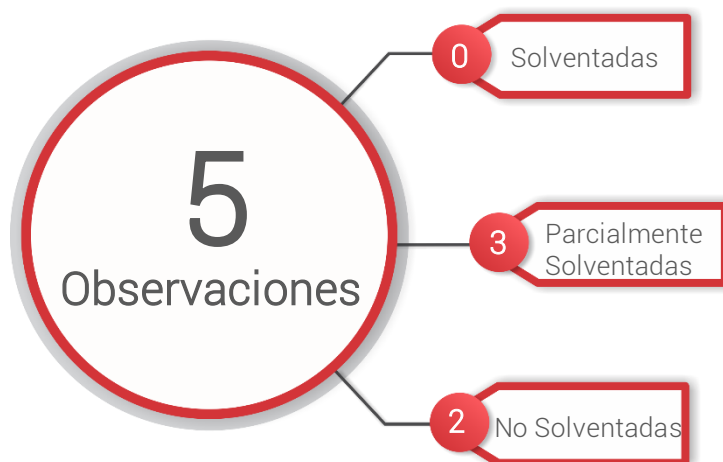 5
Observaciones
0
Solventadas
3
Parcialmente
Solventadas
2
No Solventadas